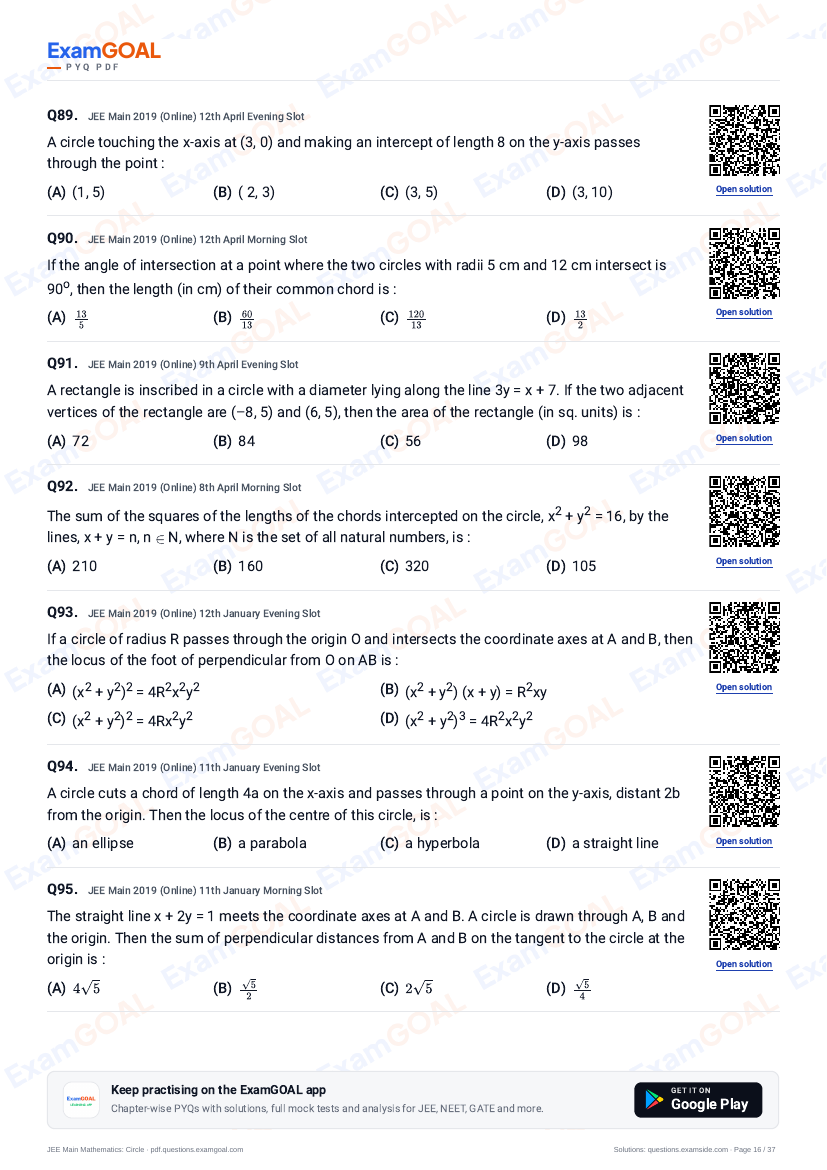 ExamGOAL
PYQ PDF
Q89. JEE Main 2019 (Online) 12th April Evening Slot
A circle touching the x-axis at (3, 0) and making an intercept of length 8 on the y-axis passes
through the point :
(A) (1, 5) (B) ( 2, 3) (C) (3, 5) (D) (3, 10)
Open solution
Q90. JEE Main 2019 (Online) 12th April Morning Slot
If the angle of intersection at a point where the two circles with radii 5 cm and 12 cm intersect is
90⁰, then the length (in cm) of their common chord is :
(A) 13/5 (B) 60/13 (C) 120/13 (D) 13/2
Open solution
Q91. JEE Main 2019 (Online) 9th April Evening Slot
A rectangle is inscribed in a circle with a diameter lying along the line 3y = x + 7. If the two adjacent
vertices of the rectangle are (–8, 5) and (6, 5), then the area of the rectangle (in sq. units) is :
(A) 72 (B) 84 (C) 56 (D) 98
Open solution
Q92. JEE Main 2019 (Online) 8th April Morning Slot
The sum of the squares of the lengths of the chords intercepted on the circle, x² + y² = 16, by the
lines, x + y = n, n ∈ N, where N is the set of all natural numbers, is :
(A) 210 (B) 160 (C) 320 (D) 105
Open solution
Q93. JEE Main 2019 (Online) 12th January Evening Slot
If a circle of radius R passes through the origin O and intersects the coordinate axes at A and B, then
the locus of the foot of perpendicular from O on AB is :
(A) (x² + y²)² = 4R²x²y² (B) (x² + y²) (x + y) = R²xy
(C) (x² + y²)² = 4Rx²y² (D) (x² + y²)³ = 4R²x²y²
Open solution
Q94. JEE Main 2019 (Online) 11th January Evening Slot
A circle cuts a chord of length 4a on the x-axis and passes through a point on the y-axis, distant 2b
from the origin. Then the locus of the centre of this circle, is :
(A) an ellipse (B) a parabola (C) a hyperbola (D) a straight line
Open solution
Q95. JEE Main 2019 (Online) 11th January Morning Slot
The straight line x + 2y = 1 meets the coordinate axes at A and B. A circle is drawn through A, B and
the origin. Then the sum of perpendicular distances from A and B on the tangent to the circle at the
origin is :
(A) 4√5 (B) √5/2 (C) 2√5 (D) √5/4
Open solution
ExamGOAL
Keep practising on the ExamGOAL app
Chapter-wise PYQs with solutions, full mock tests and analysis for JEE, NEET, GATE and more.
GET IT ON
Google Play
JEE Main Mathematics: Circle · pdf.questions.examgoal.com
Solutions: questions.examside.com · Page 16 / 37